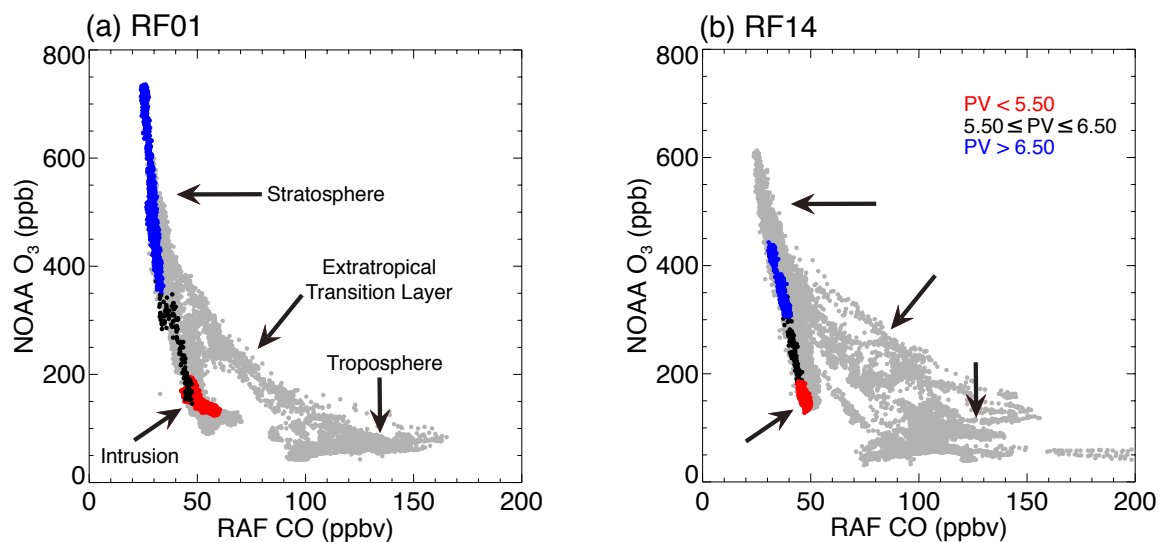 (a) RF01
800
600
400
200
0
NOAA O₃ (ppb)
Stratosphere
Extratropical
Transition Layer
Troposphere
Intrusion
0 50 100 150 200
RAF CO (ppbv)
(b) RF14
800
600
400
200
0
NOAA O₃ (ppb)
PV < 5.50
5.50 ≤ PV ≤ 6.50
PV > 6.50
0 50 100 150 200
RAF CO (ppbv)